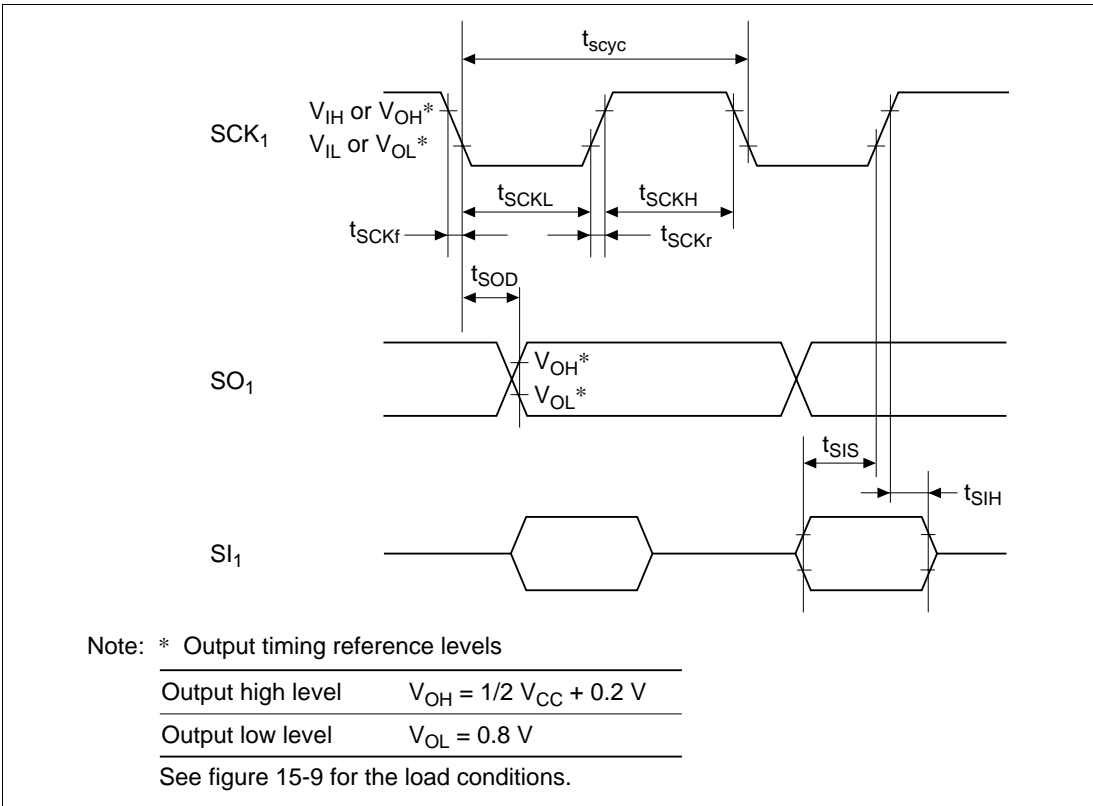 t_scyc
SCK_1
V_IH or V_OH*
V_IL or V_OL*
t_SCKL
t_SCKH
t_SCKf
t_SCKr
t_SOD
SO_1
V_OH*
V_OL*
t_SIS
t_SIH
SI_1
Note: * Output timing reference levels
Output high level V_OH = 1/2 V_CC + 0.2 V
Output low level V_OL = 0.8 V
See figure 15-9 for the load conditions.